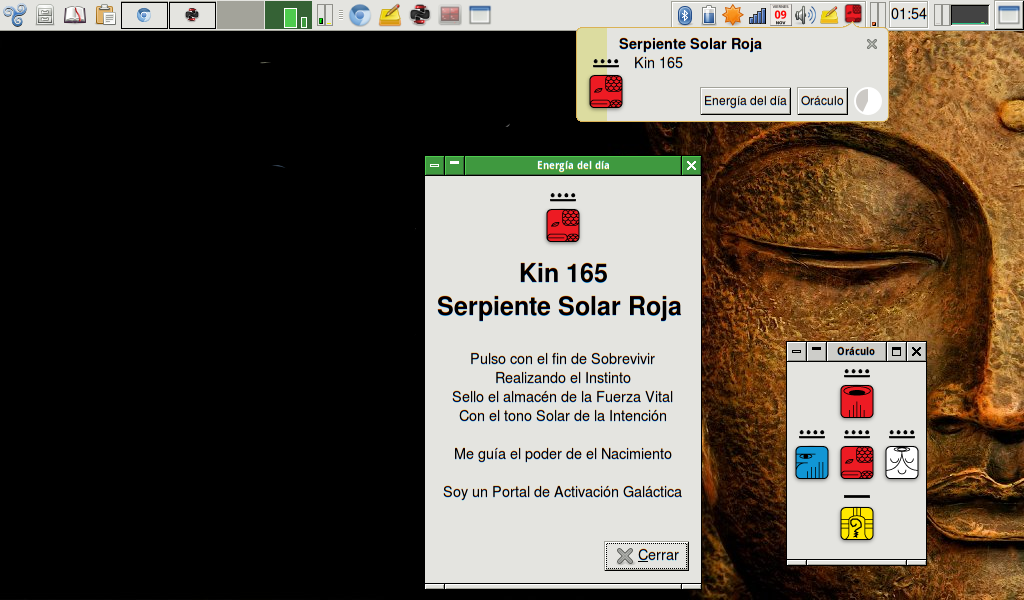 VIERNES
09
NOV
01:54
Serpiente Solar Roja
Kin 165
Energía del día
Oráculo
Energía del día
Kin 165
Serpiente Solar Roja
Pulso con el fin de Sobrevivir
Realizando el Instinto
Sello el almacén de la Fuerza Vital
Con el tono Solar de la Intención
Me guía el poder de el Nacimiento
Soy un Portal de Activación Galáctica
Cerrar
Oráculo